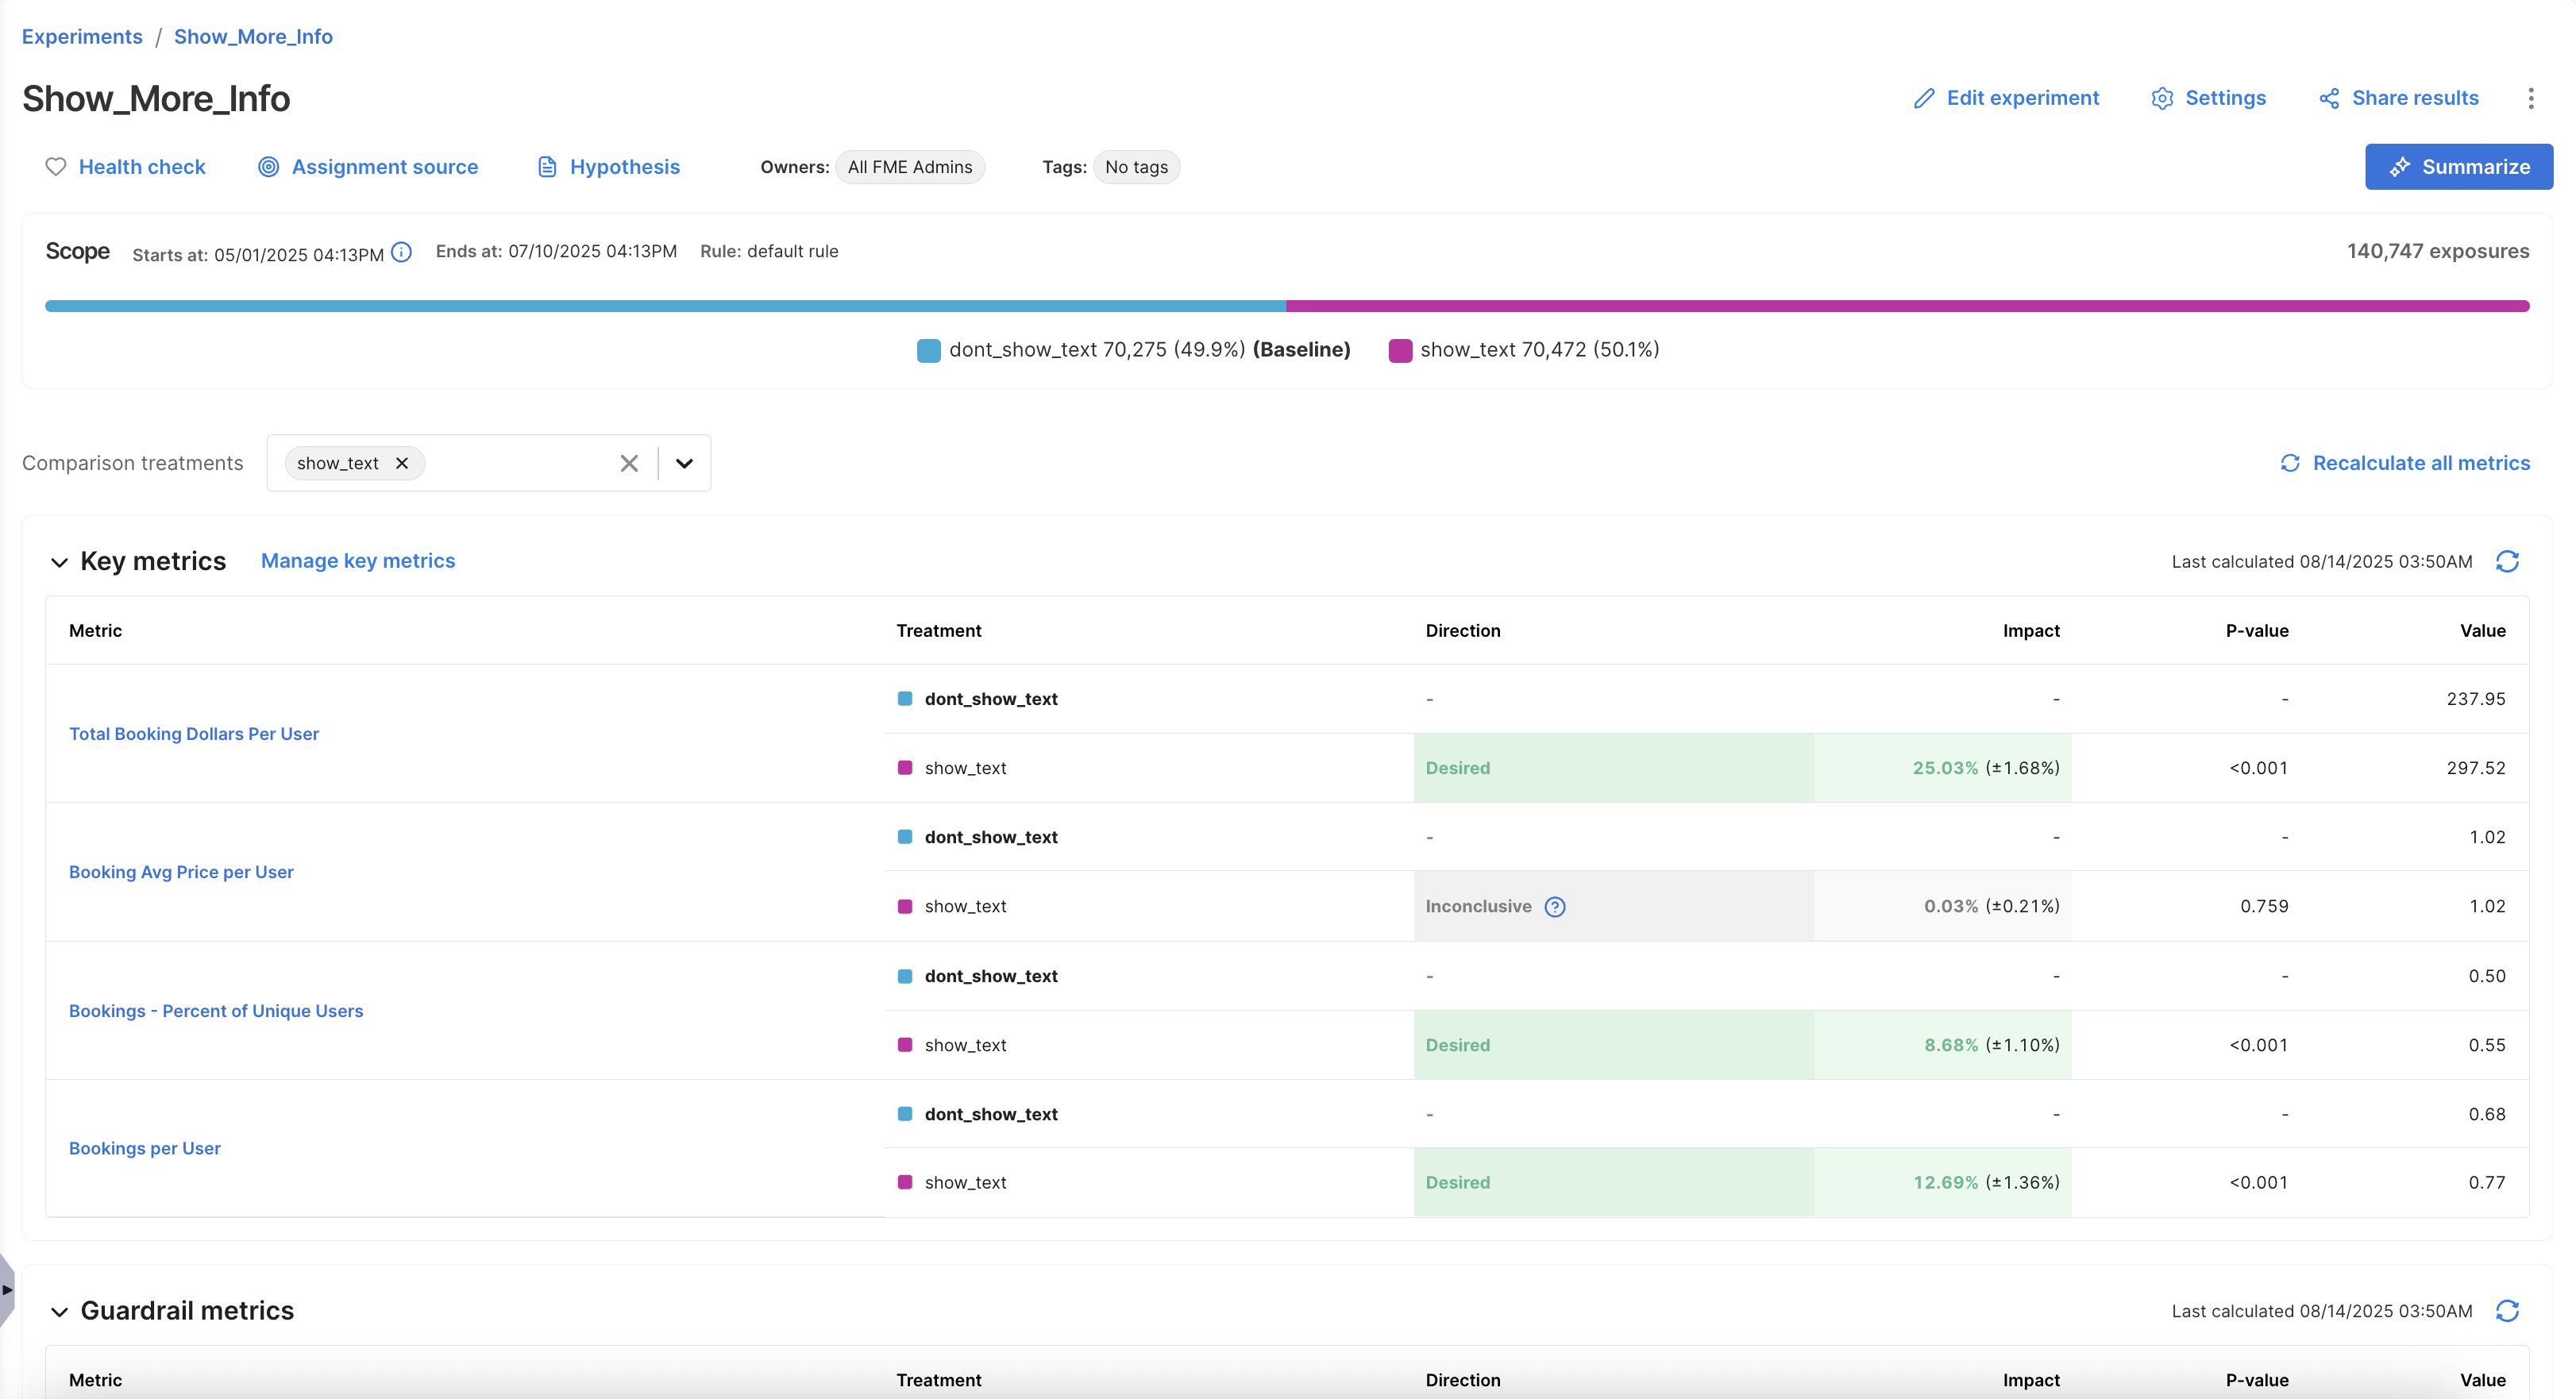 Experiments / Show_More_Info
Show_More_Info
Edit experiment Settings Share results
Health check Assignment source Hypothesis Owners: All FME Admins Tags: No tags Summarize
Scope Starts at: 05/01/2025 04:13PM Ends at: 07/10/2025 04:13PM Rule: default rule 140,747 exposures
dont_show_text 70,275 (49.9%) (Baseline) show_text 70,472 (50.1%)
Comparison treatments show_text Recalculate all metrics
Key metrics Manage key metrics Last calculated 08/14/2025 03:50AM
Metric Treatment Direction Impact P-value Value
dont_show_text - - - 237.95
Total Booking Dollars Per User
show_text Desired 25.03% (±1.68%) <0.001 297.52
dont_show_text - - - 1.02
Booking Avg Price per User
show_text Inconclusive 0.03% (±0.21%) 0.759 1.02
dont_show_text - - - 0.50
Bookings - Percent of Unique Users
show_text Desired 8.68% (±1.10%) <0.001 0.55
dont_show_text - - - 0.68
Bookings per User
show_text Desired 12.69% (±1.36%) <0.001 0.77
Guardrail metrics Last calculated 08/14/2025 03:50AM
Metric Treatment Direction Impact P-value Value